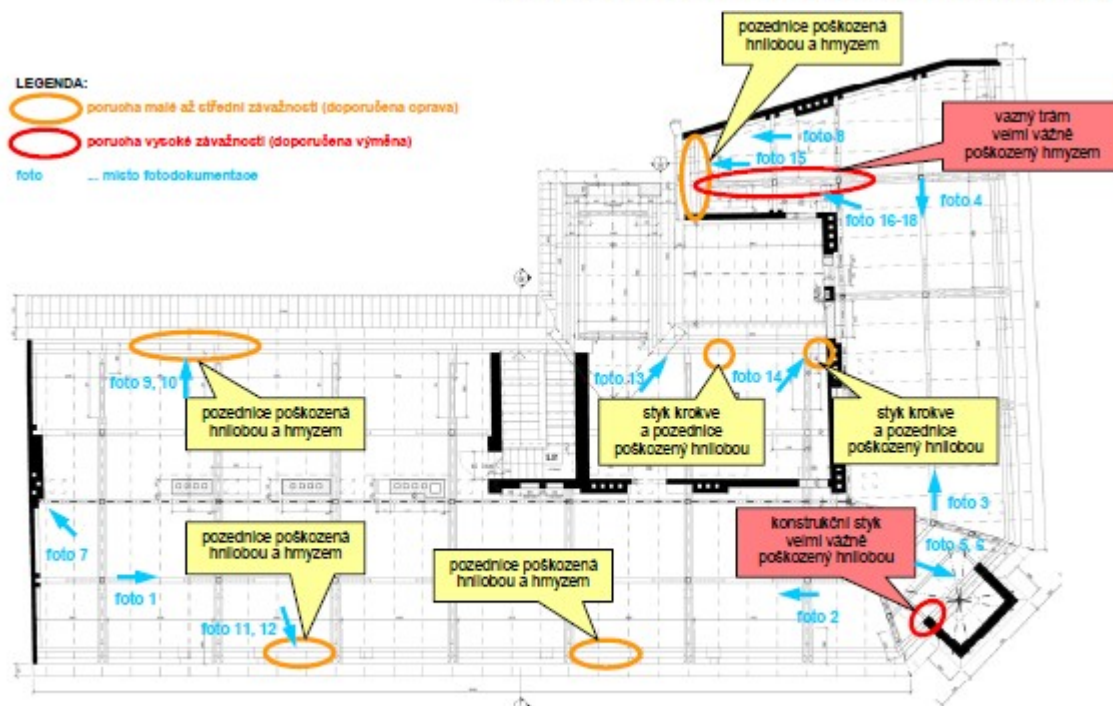 pozednice poškozená
hnilobou a hmyzem
LEGENDA:
porucha malé až střední závažnosti (doporučena oprava)
porucha vysoké závažnosti (doporučena výměna)
foto ... místo fotodokumentace
vazný trám
velmi vážně
poškozený hmyzem
foto 8
foto 15
foto 4
foto 16-18
foto 9, 10
foto 13
foto 14
pozednice poškozená
hnilobou a hmyzem
styk krokve
a pozednice
poškozený hnilobou
styk krokve
a pozednice
poškozený hnilobou
foto 3
foto 7
pozednice poškozená
hnilobou a hmyzem
pozednice poškozená
hnilobou a hmyzem
konstrukční styk
velmi vážně
poškozený hnilobou
foto 5, 6
foto 1
foto 2
foto 11, 12